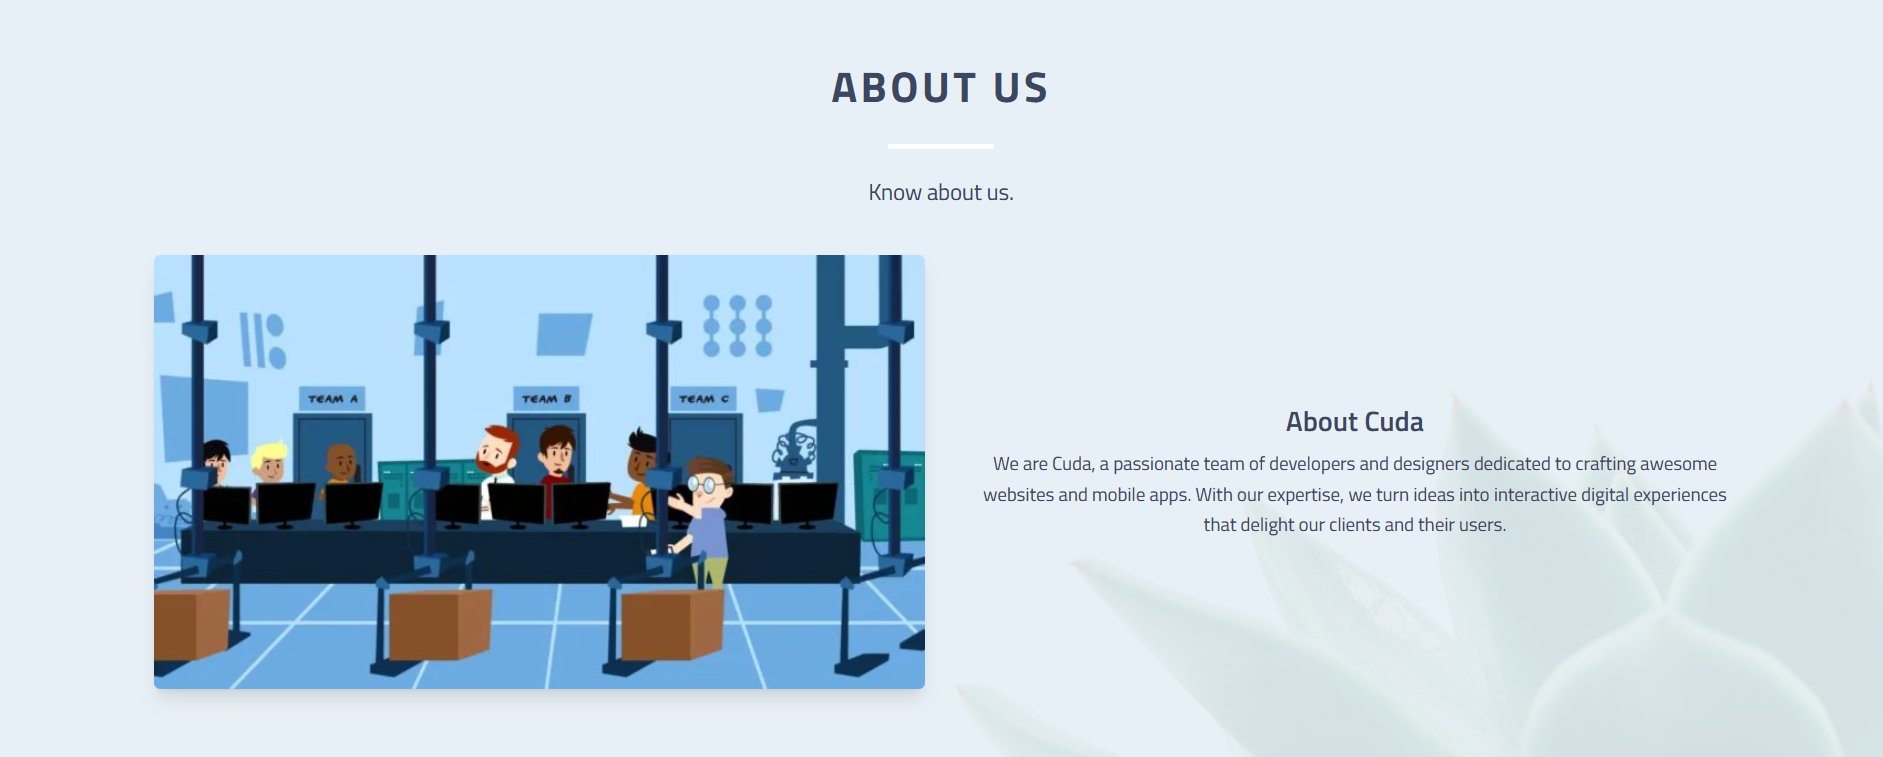 ABOUT US
Know about us.
TEAM A
TEAM B
TEAM C
About Cuda
We are Cuda, a passionate team of developers and designers dedicated to crafting awesome
websites and mobile apps. With our expertise, we turn ideas into interactive digital experiences
that delight our clients and their users.